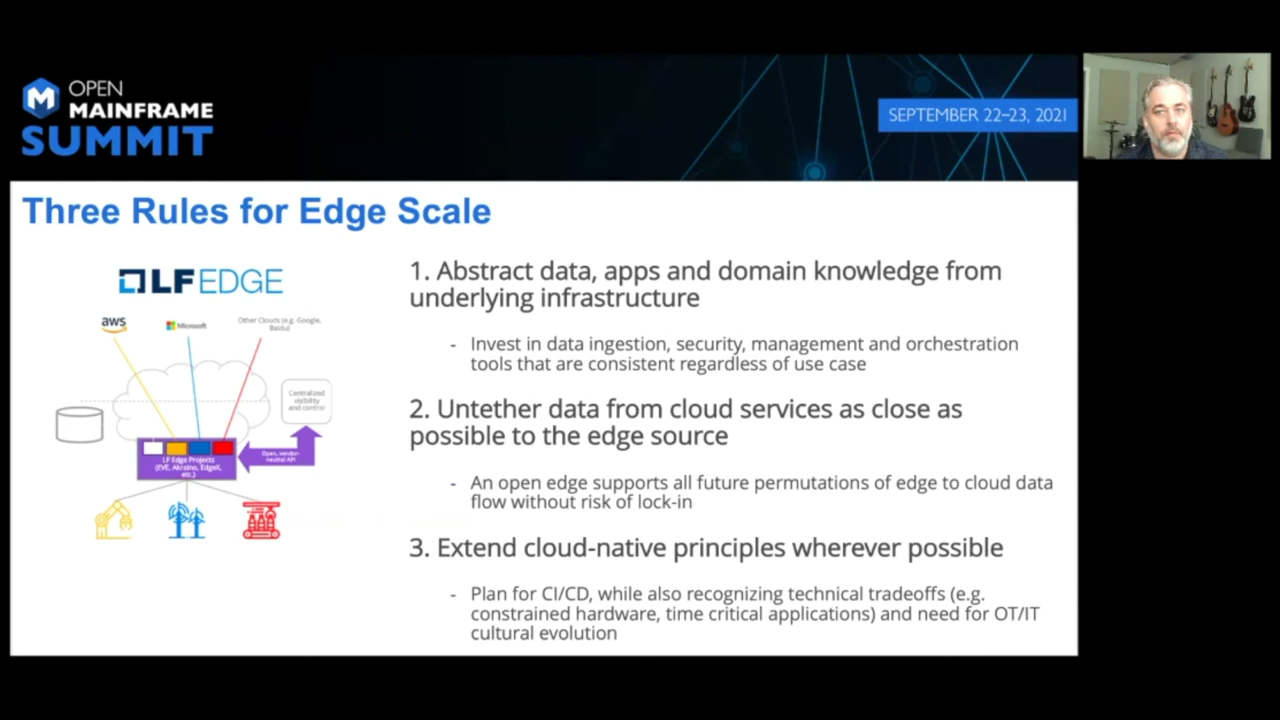 OPEN
MAINFRAME
SUMMIT
SEPTEMBER 22–23, 2021
Three Rules for Edge Scale
LF EDGE
aws
Microsoft
Other Clouds (e.g. Google,
Baidu)
Centralized
visibility
and control
LF Edge Projects
(EVE, Akraino, EdgeX,
etc.)
Open, vendor-
neutral API
1. Abstract data, apps and domain knowledge from
underlying infrastructure
- Invest in data ingestion, security, management and orchestration
tools that are consistent regardless of use case
2. Untether data from cloud services as close as
possible to the edge source
- An open edge supports all future permutations of edge to cloud data
flow without risk of lock-in
3. Extend cloud-native principles wherever possible
- Plan for CI/CD, while also recognizing technical tradeoffs (e.g.
constrained hardware, time critical applications) and need for OT/IT
cultural evolution